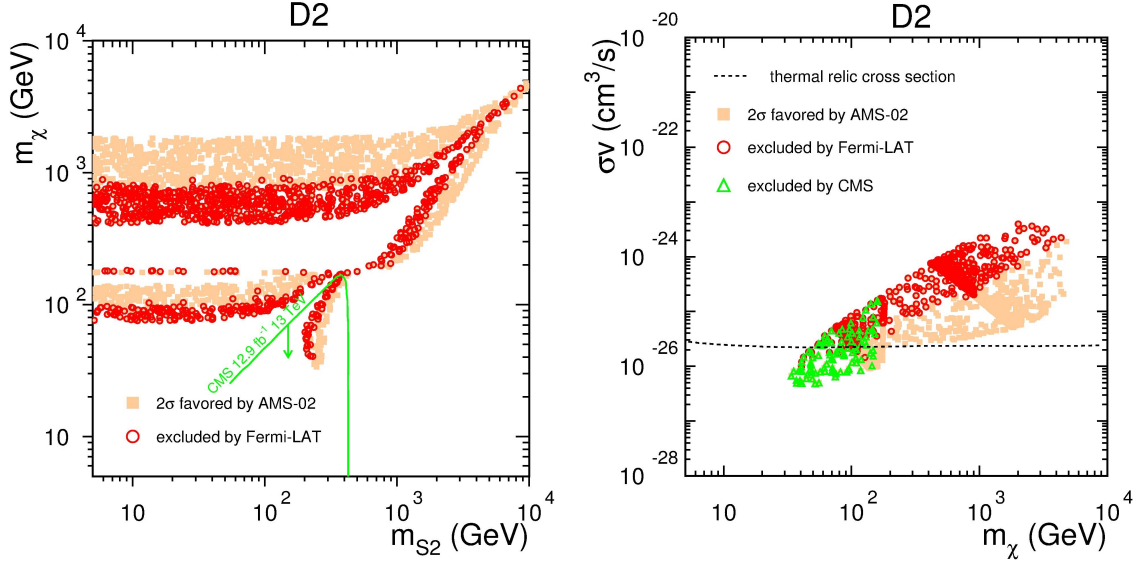 D2
m_χ (GeV)
10^4
10^3
10^2
10
CMS 12.9 fb^-1 13 TeV
2σ favored by AMS-02
excluded by Fermi-LAT
10 10^2 10^3 10^4
m_S2 (GeV)
D2
σv (cm^3/s)
10^-20
10^-22
10^-24
10^-26
10^-28
thermal relic cross section
2σ favored by AMS-02
excluded by Fermi-LAT
excluded by CMS
10 10^2 10^3 10^4
m_χ (GeV)